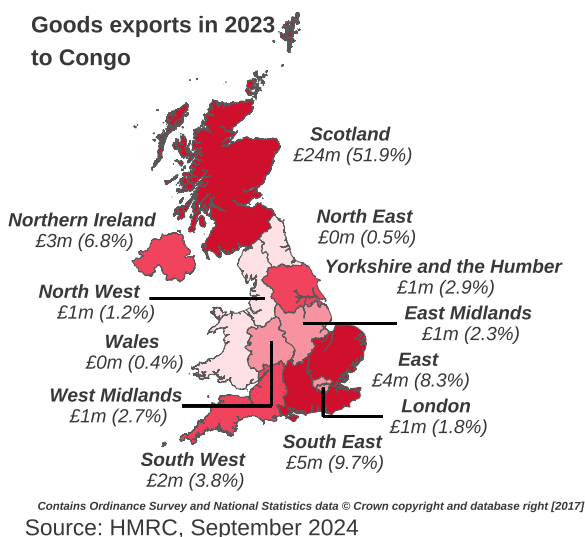 Goods exports in 2023
to Congo
Scotland
£24m (51.9%)
Northern Ireland
£3m (6.8%)
North East
£0m (0.5%)
Yorkshire and the Humber
£1m (2.9%)
North West
£1m (1.2%)
East Midlands
£1m (2.3%)
Wales
£0m (0.4%)
East
£4m (8.3%)
West Midlands
£1m (2.7%)
London
£1m (1.8%)
South East
£5m (9.7%)
South West
£2m (3.8%)
Contains Ordinance Survey and National Statistics data © Crown copyright and database right [2017]
Source: HMRC, September 2024